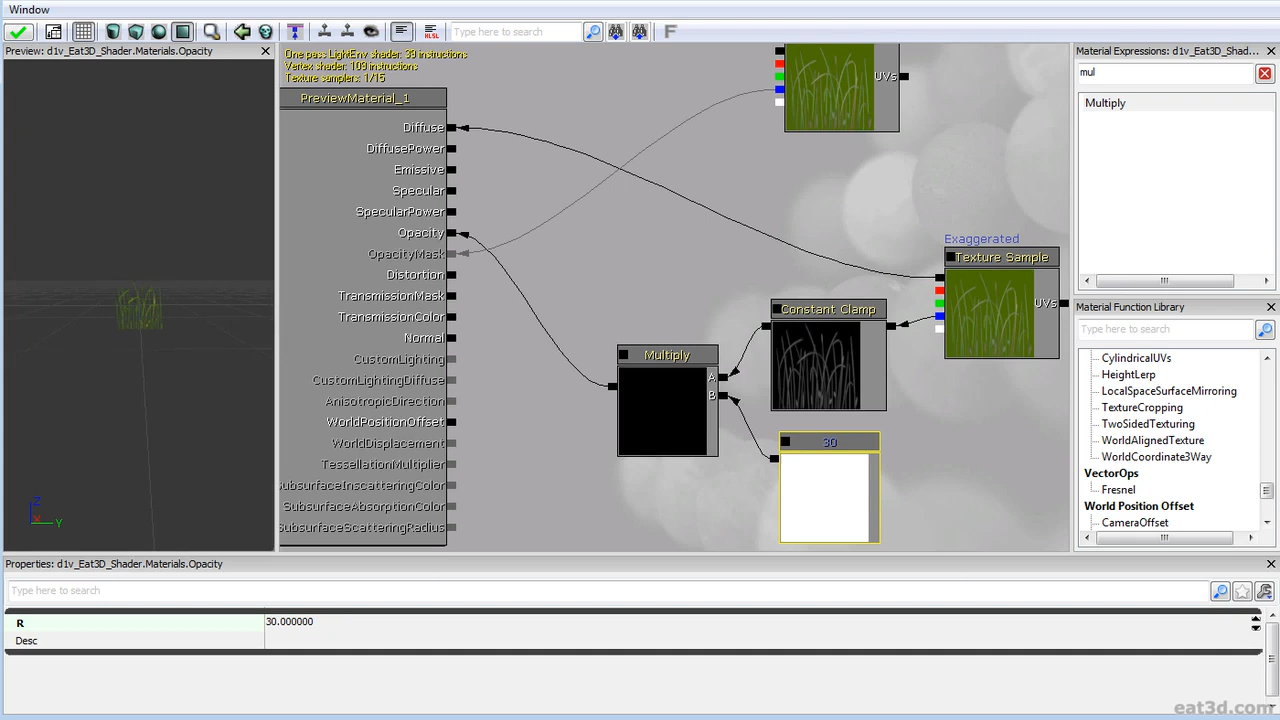 Window
Type here to search
F
Preview: d1v_Eat3D_Shader.Materials.Opacity
One pass LightEnv shader: 39 instructions
Vertex shader: 109 instructions
Texture samplers: 1/15
PreviewMaterial_1
Diffuse
DiffusePower
Emissive
Specular
SpecularPower
Opacity
OpacityMask
Distortion
TransmissionMask
TransmissionColor
Normal
CustomLighting
CustomLightingDiffuse
AnisotropicDirection
WorldPositionOffset
WorldDisplacement
TessellationMultiplier
SubsurfaceInscatteringColor
SubsurfaceAbsorptionColor
SubsurfaceScatteringRadius
Z
X
Y
UVs
Exaggerated
Texture Sample
UVs
Constant Clamp
Multiply
A
B
30
Material Expressions: d1v_Eat3D_Shad...
mul
Multiply
Material Function Library
Type here to search
CylindricalUVs
HeightLerp
LocalSpaceSurfaceMirroring
TextureCropping
TwoSidedTexturing
WorldAlignedTexture
WorldCoordinate3Way
VectorOps
Fresnel
World Position Offset
CameraOffset
Properties: d1v_Eat3D_Shader.Materials.Opacity
Type here to search
R 30.000000
Desc
eat3d.com